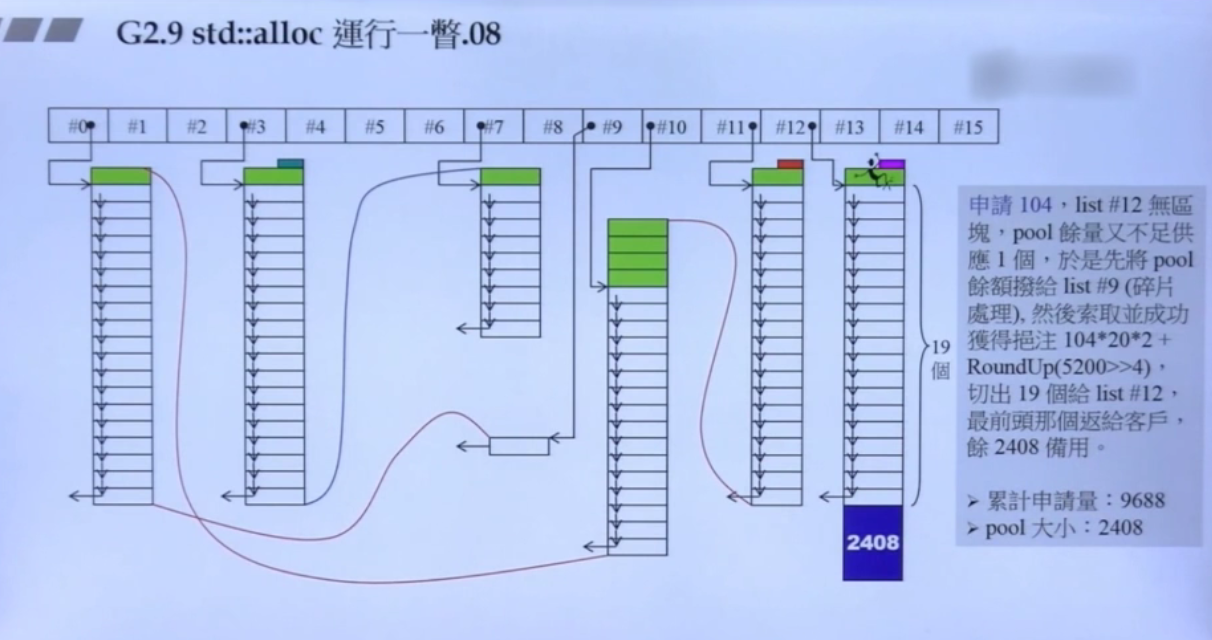 G2.9 std::alloc 運行一瞥.08
#0 #1 #2 #3 #4 #5 #6 #7 #8 #9 #10 #11 #12 #13 #14 #15
申請 104，list #12 無區
塊，pool 餘量又不足供
應 1 個，於是先將 pool
餘額撥給 list #9 (碎片
處理), 然後索取並成功
獲得挹注 104*20*2 +
RoundUp(5200>>4)，
切出 19 個給 list #12，
最前頭那個返給客戶，
餘 2408 備用。
➢ 累計申請量：9688
➢ pool 大小：2408
19
個
2408